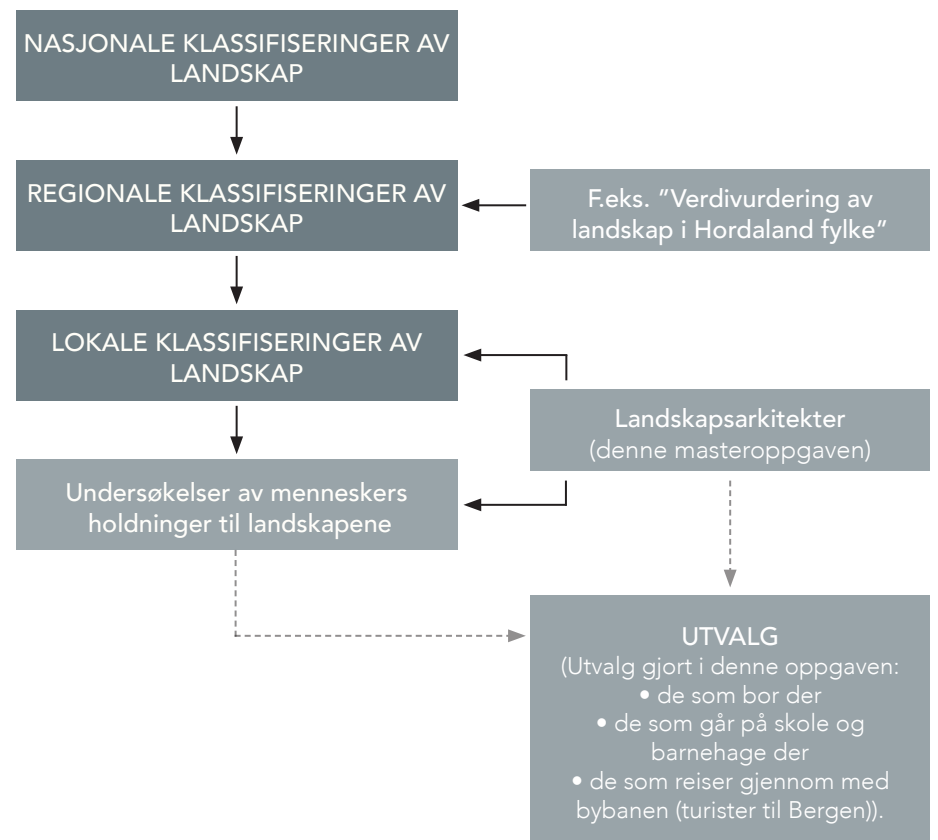 NASJONALE KLASSIFISERINGER AV
LANDSKAP
REGIONALE KLASSIFISERINGER AV
LANDSKAP
F.eks. ”Verdivurdering av
landskap i Hordaland fylke”
LOKALE KLASSIFISERINGER AV
LANDSKAP
Landskapsarkitekter
(denne masteroppgaven)
Undersøkelser av menneskers
holdninger til landskapene
UTVALG
(Utvalg gjort i denne oppgaven:
• de som bor der
• de som går på skole og
barnehage der
• de som reiser gjennom med
bybanen (turister til Bergen)).